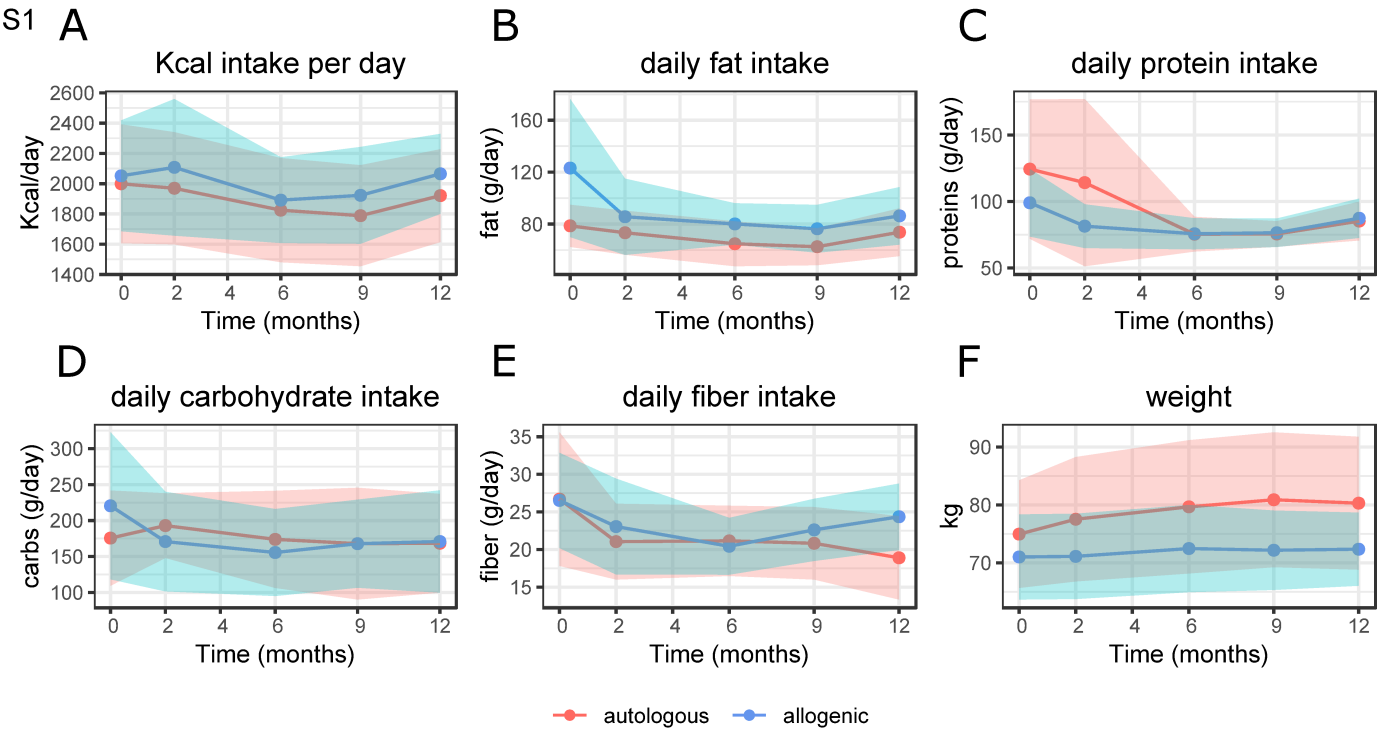 S1
A
Kcal intake per day
Kcal/day
2600
2400
2200
2000
1800
1600
1400
0 2 4 6 9 12
Time (months)
B
daily fat intake
fat (g/day)
160
120
80
0 2 4 6 9 12
Time (months)
C
daily protein intake
proteins (g/day)
150
100
50
0 2 4 6 9 12
Time (months)
D
daily carbohydrate intake
carbs (g/day)
300
250
200
150
100
0 2 4 6 9 12
Time (months)
E
daily fiber intake
fiber (g/day)
35
30
25
20
15
0 2 4 6 9 12
Time (months)
F
weight
kg
90
80
70
0 2 4 6 9 12
Time (months)
autologous allogenic